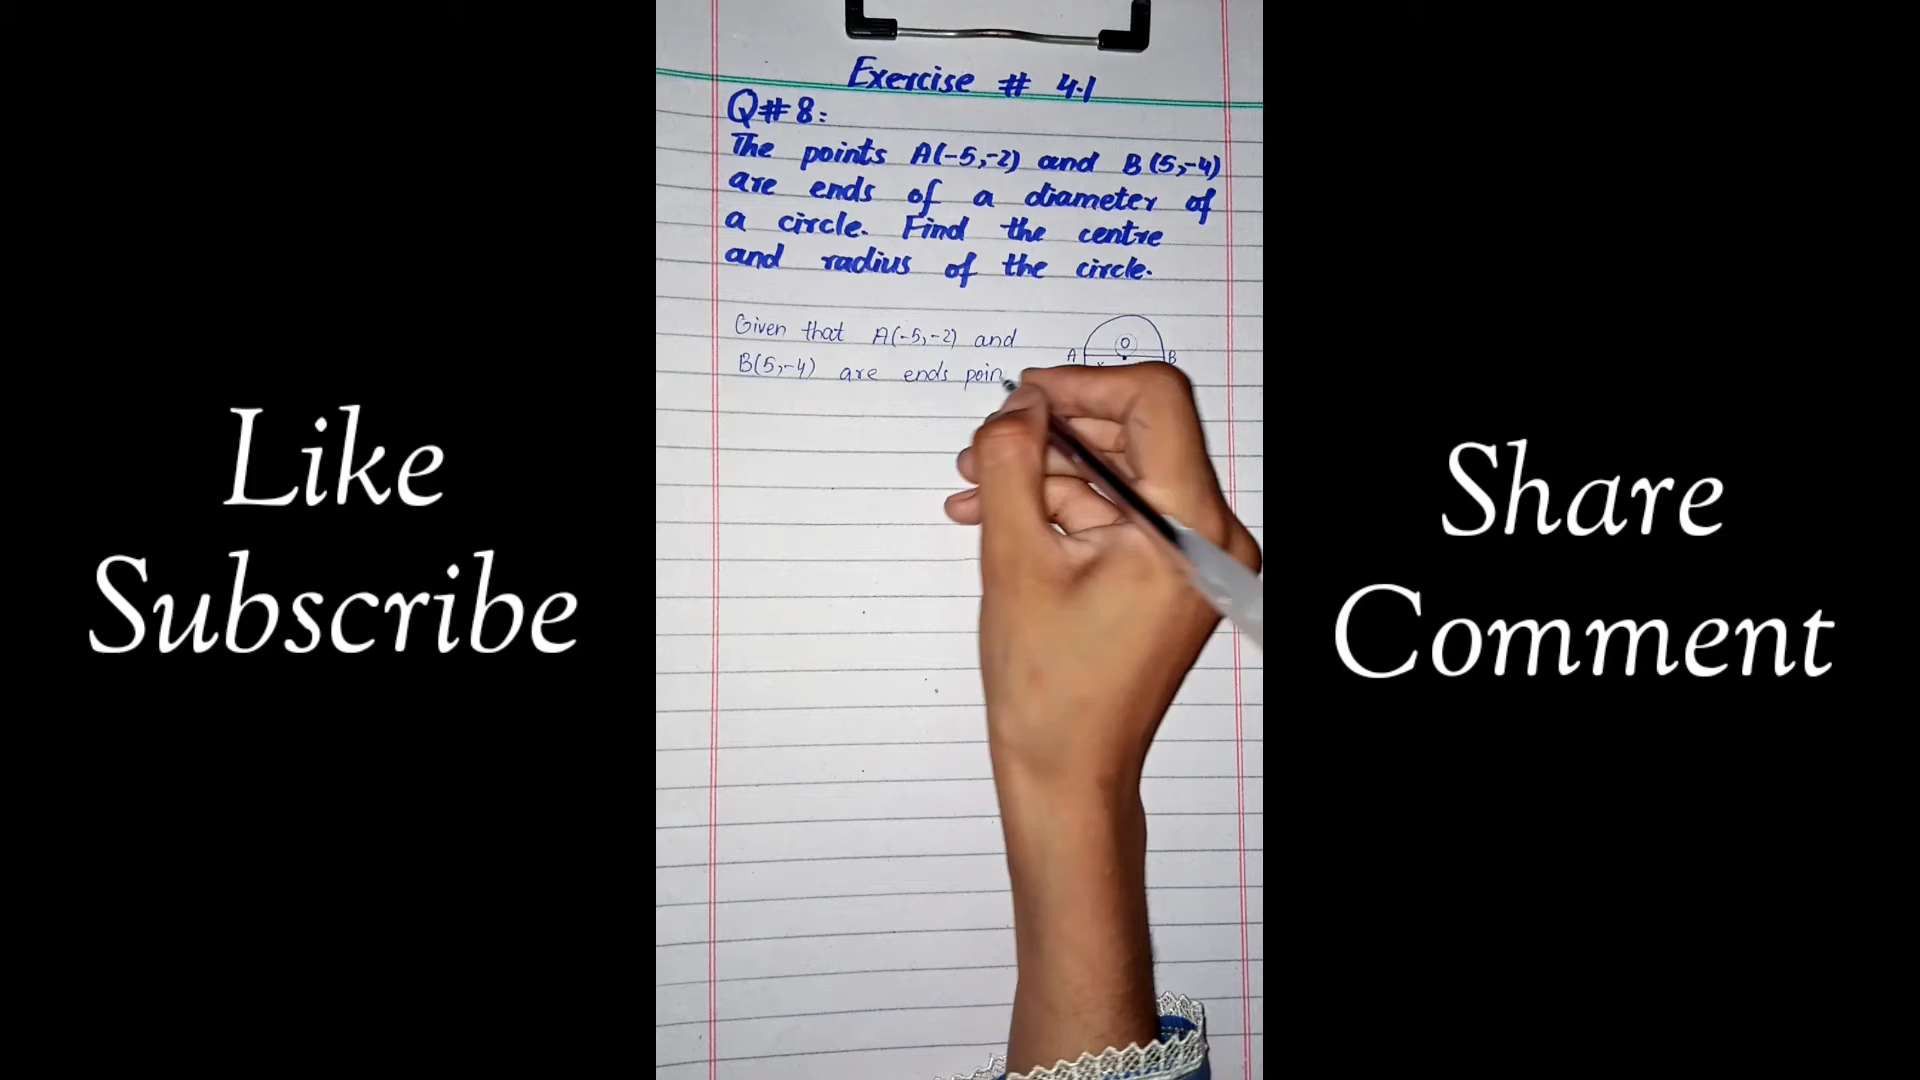 Like
Subscribe
Exercise # 4.1
Q#8:
The points A(-5,-2) and B(5,-4)
are ends of a diameter of
a circle. Find the centre
and radius of the circle.
Given that A(-5,-2) and
B(5,-4) are ends poin
O
A B
r
Share
Comment